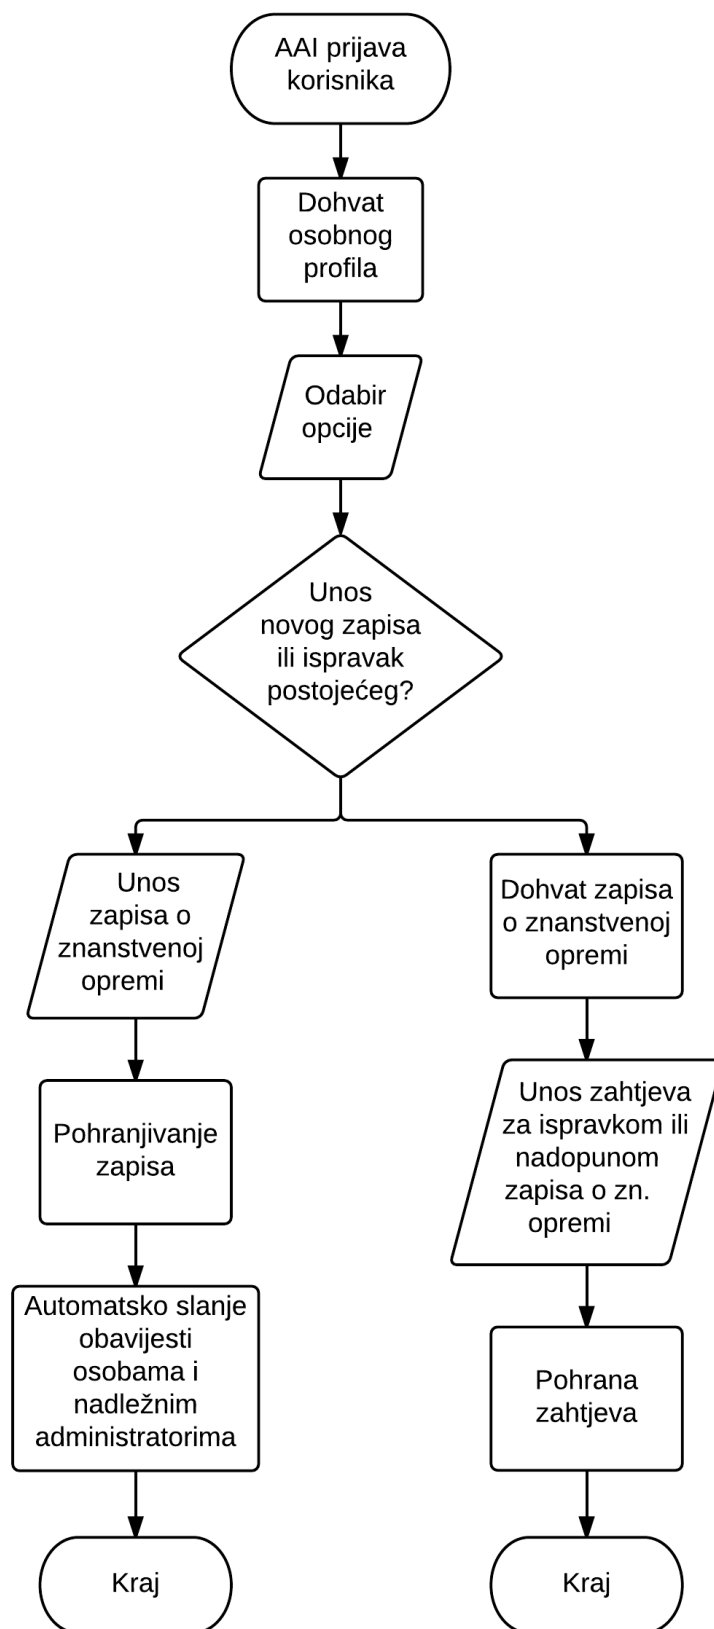 AAI prijava
korisnika
Dohvat
osobnog
profila
Odabir
opcije
Unos
novog zapisa
ili ispravak
postojećeg?
Unos
zapisa o
znanstvenoj
opremi
Pohranjivanje
zapisa
Automatsko slanje
obavijesti
osobama i
nadležnim
administratorima
Kraj
Dohvat zapisa
o znanstvenoj
opremi
Unos zahtjeva
za ispravkom ili
nadopunom
zapisa o zn.
opremi
Pohrana
zahtjeva
Kraj